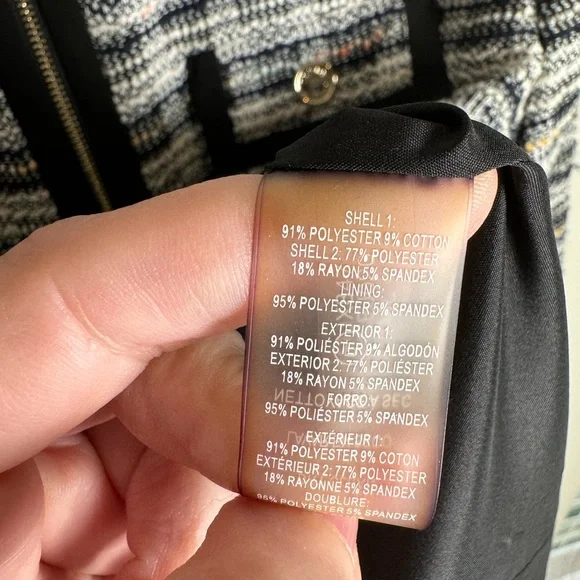 SHELL 1:
91% POLYESTER 9% COTTON
SHELL 2: 77% POLYESTER
18% RAYON 5% SPANDEX
LINING:
95% POLYESTER 5% SPANDEX
EXTERIOR 1:
91% POLIÉSTER 9% ALGODÓN
EXTERIOR 2: 77% POLIÉSTER
18% RAYON 5% SPANDEX
FORRO:
95% POLIÉSTER 5% SPANDEX
EXTÉRIEUR 1:
91% POLYESTER 9% COTON
EXTÉRIEUR 2: 77% POLYESTER
18% RAYONNE 5% SPANDEX
DOUBLURE:
95% POLYESTER 5% SPANDEX